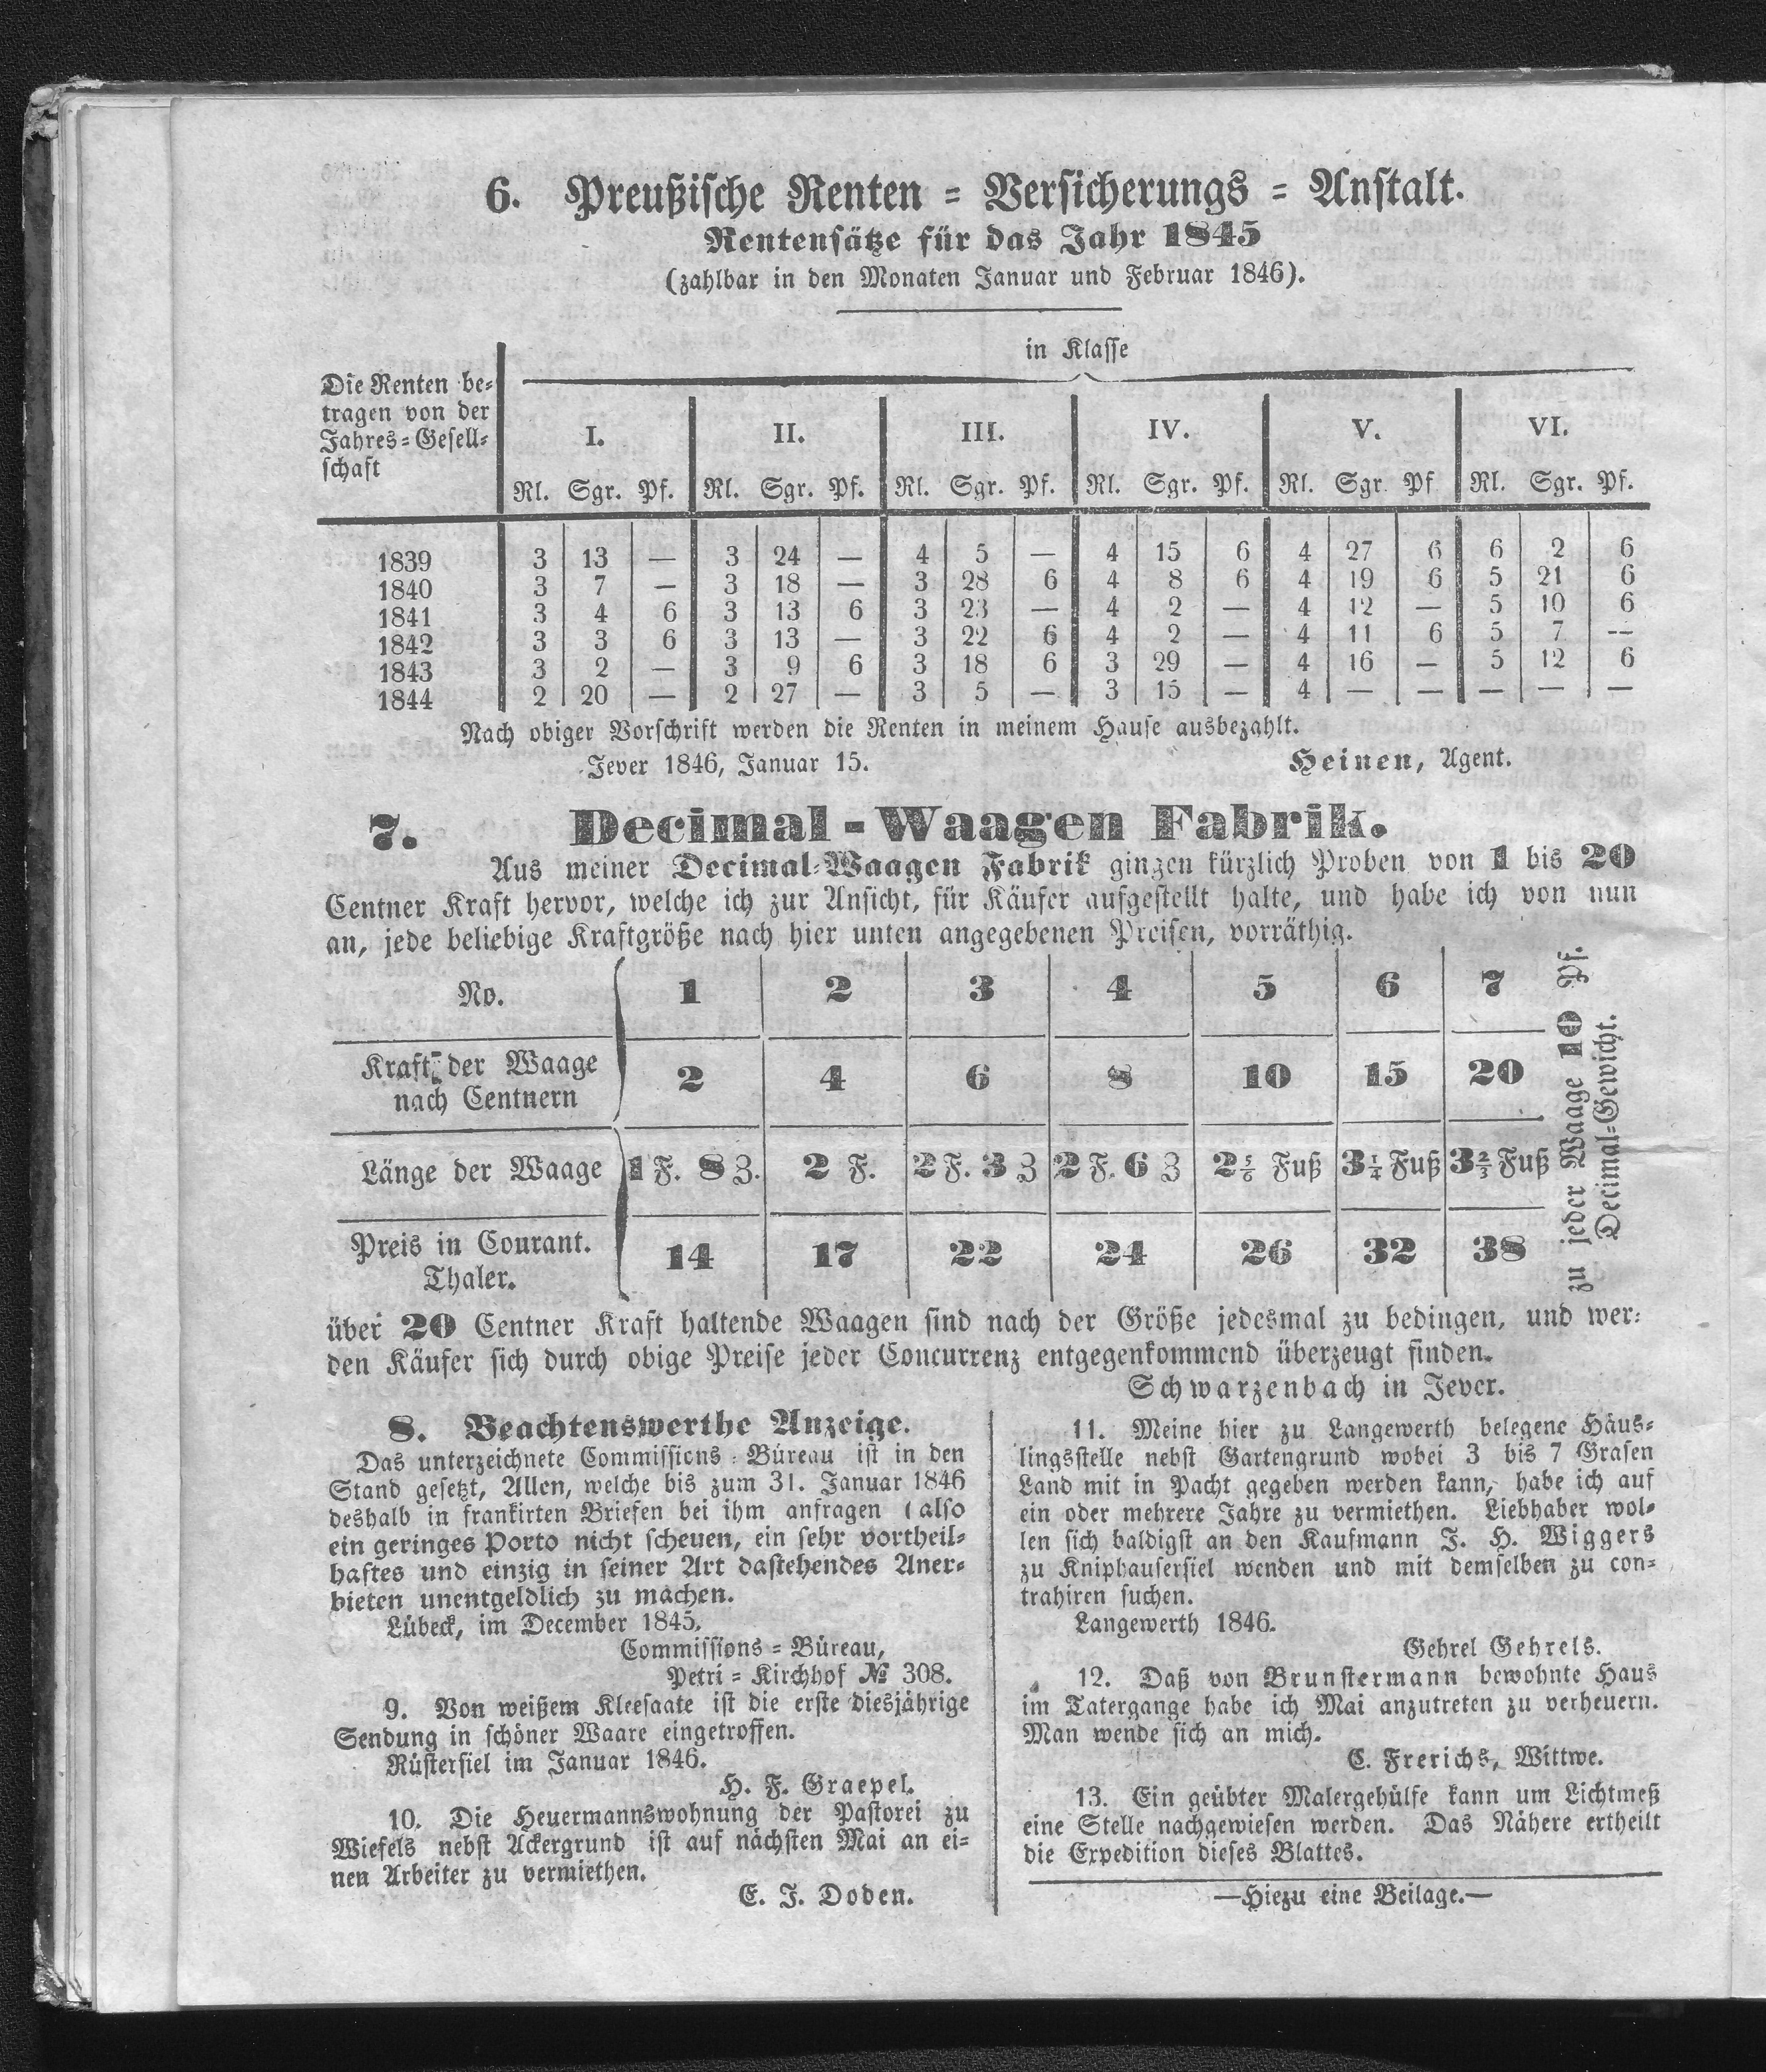 6. Preußische Renten = Versicherungs = Anstalt.
Rentensätze für das Jahr 1845
(zahlbar in den Monaten Januar und Februar 1846).
in Klasse
Die Renten be=
tragen von der
Jahres=Gesell=
schaft
I. II. III. IV. V. VI.
Rl. Sgr. Pf. Rl. Sgr. Pf. Rl. Sgr. Pf. Rl. Sgr. Pf. Rl. Sgr. Pf Rl. Sgr. Pf.
1839 3 13 — 3 24 — 4 5 — 4 15 6 4 27 6 6 2 6
1840 3 7 — 3 18 — 3 28 6 4 8 6 4 19 6 5 21 6
1841 3 4 6 3 13 6 3 23 — 4 2 — 4 12 — 5 10 6
1842 3 3 6 3 13 — 3 22 6 4 2 — 4 11 6 5 7 —
1843 3 2 — 3 9 6 3 18 6 3 29 — 4 16 — 5 12 6
1844 2 20 — 2 27 — 3 5 — 3 15 — 4 — — — — —
Nach obiger Vorschrift werden die Renten in meinem Hause ausbezahlt.
Jever 1846, Januar 15. Heinen, Agent.
7. Decimal-Waagen Fabrik.
Aus meiner Decimal=Waagen Fabrik gingen kürzlich Proben von 1 bis 20
Centner Kraft hervor, welche ich zur Ansicht, für Käufer aufgestellt halte, und habe ich von nun
an, jede beliebige Kraftgröße nach hier unten angegebenen Preisen, vorräthig.
No. 1 2 3 4 5 6 7
Kraft der Waage
nach Centnern 2 4 6 8 10 15 20
Länge der Waage 1 F. 8 Z. 2 F. 2 F. 3 Z 2 F. 6 Z 2 5/6 Fuß 3 1/4 Fuß 3 2/3 Fuß
Preis in Courant.
Thaler. 14 17 22 24 26 32 38
zu jeder Waage 10 Pf.
Decimal=Gewicht.
über 20 Centner Kraft haltende Waagen sind nach der Größe jedesmal zu bedingen, und wer=
den Käufer sich durch obige Preise jeder Concurrenz entgegenkommend überzeugt finden.
Schwarzenbach in Jever.
8. Beachtenswerthe Anzeige.
Das unterzeichnete Commissions=Büreau ist in den
Stand gesetzt, Allen, welche bis zum 31. Januar 1846
deshalb in frankirten Briefen bei ihm anfragen (also
ein geringes Porto nicht scheuen, ein sehr vortheil=
haftes und einzig in seiner Art dastehendes Aner=
bieten unentgeldlich zu machen.
Lübeck, im December 1845.
Commissions=Büreau,
Petri=Kirchhof № 308.
9. Von weißem Kleesaate ist die erste diesjährige
Sendung in schöner Waare eingetroffen.
Rüstersiel im Januar 1846.
H. F. Graepel.
10. Die Heuermannswohnung der Pastorei zu
Wiefels nebst Ackergrund ist auf nächsten Mai an ei=
nen Arbeiter zu vermiethen.
E. J. Doden.
11. Meine hier zu Langewerth belegene Häus=
lingsstelle nebst Gartengrund wobei 3 bis 7 Grasen
Land mit in Pacht gegeben werden kann, habe ich auf
ein oder mehrere Jahre zu vermiethen. Liebhaber wol=
len sich baldigst an den Kaufmann J. H. Wiggers
zu Kniphausersiel wenden und mit demselben zu con=
trahiren suchen.
Langewerth 1846.
Gehrel Gehrels.
12. Daß von Brunstermann bewohnte Haus
im Tatergange habe ich Mai anzutreten zu verheuern.
Man wende sich an mich.
C. Frerichs, Wittwe.
13. Ein geübter Malergehülfe kann um Lichtmeß
eine Stelle nachgewiesen werden. Das Nähere ertheilt
die Expedition dieses Blattes.
—Hiezu eine Beilage.—